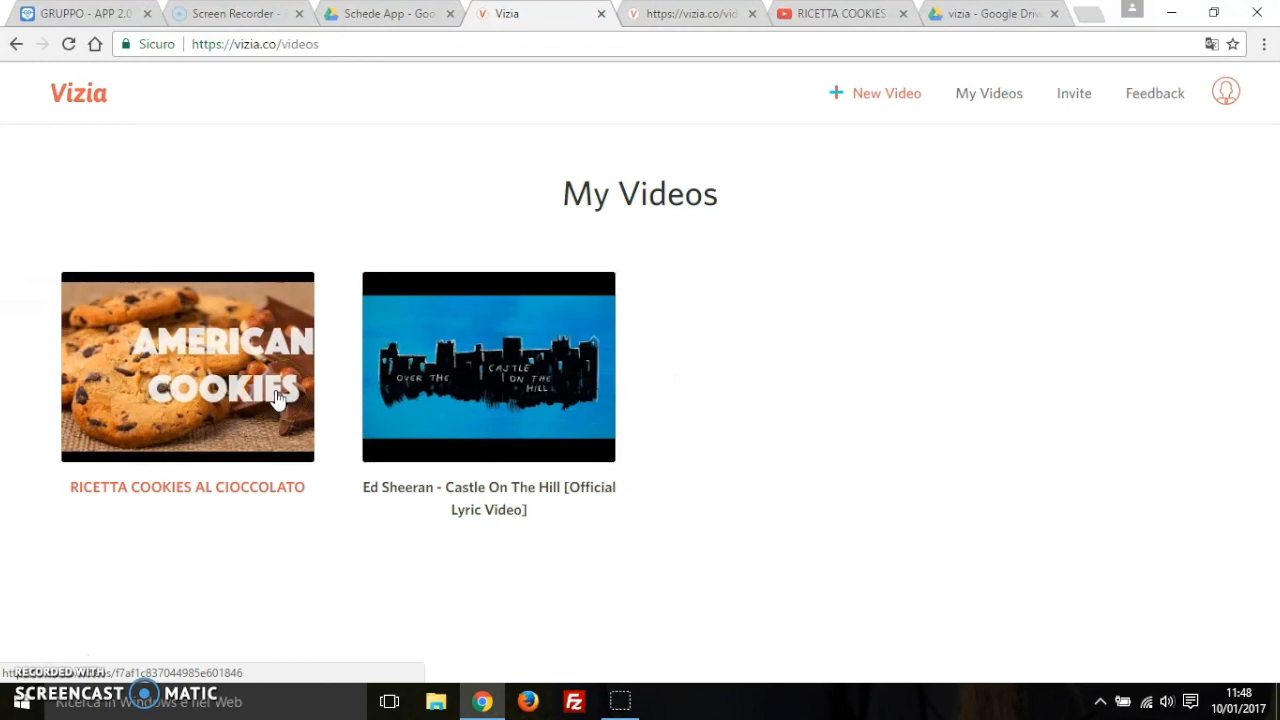 GRUPPO - APP 2.0
Screen Recorder -
Schede App - Goo
Vizia
https://vizia.co/vid
RICETTA COOKIES
vizia - Google Driv
Sicuro
https://vizia.co/videos
Vizia
New Video
My Videos
Invite
Feedback
My Videos
AMERICAN
COOKIES
OVER THE
CASTLE
ON THE
HILL
RICETTA COOKIES AL CIOCCOLATO
Ed Sheeran - Castle On The Hill [Official
Lyric Video]
s/f7af1c837044985e601846
RECORDED WITH
SCREENCAST MATIC
Ricerca in Windows e nel Web
11:48
10/01/2017